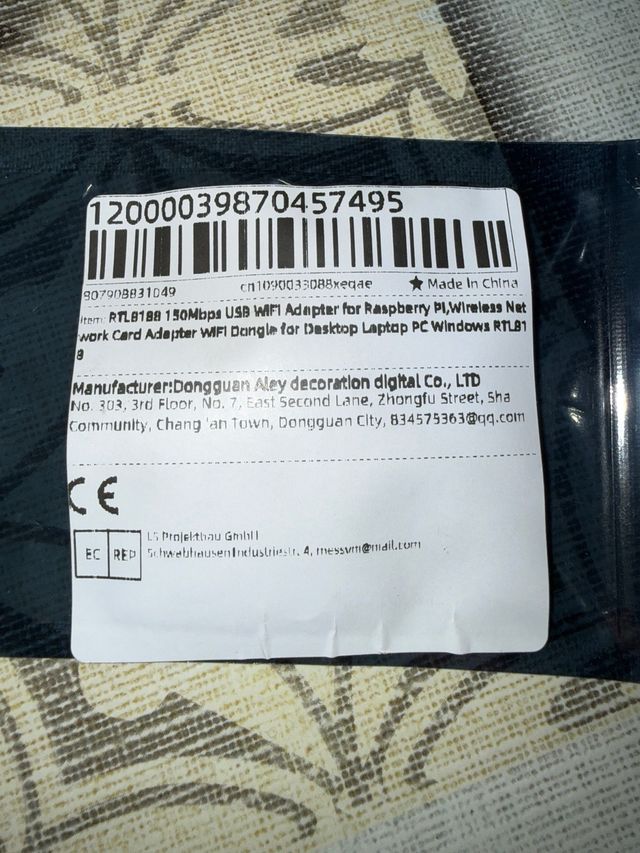 12000039870457495
907908831049 cn1090033088xeqae ★ Made In China
Item: RTL8188 150Mbps USB WiFi Adapter for Raspberry Pi,Wireless Net
work Card Adapter WiFi Dongle for Desktop Laptop PC Windows RTL81
8
Manufacturer:Dongguan Aley decoration digital Co., LTD
No. 303, 3rd Floor, No. 7, East Second Lane, Zhongfu Street, Sha
Community, Chang 'an Town, Dongguan City, 834575363@qq.com
CE
EC REP
LS Projektbau GmbH
Schwabhausen Industriestr. 4, messvm@mail.com